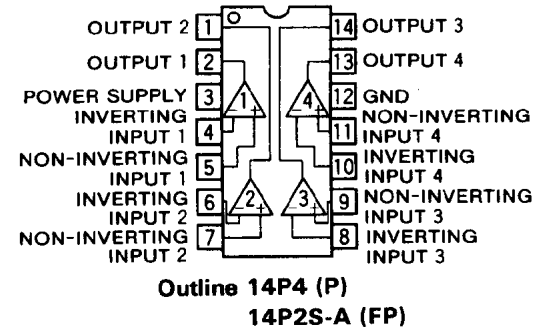 OUTPUT 2 1 14 OUTPUT 3
OUTPUT 1 2 13 OUTPUT 4
POWER SUPPLY 3 1 4 12 GND
INVERTING
INPUT 1 4 - + - + 11 NON-INVERTING
INPUT 4
NON-INVERTING
INPUT 1 5 10 INVERTING
INPUT 4
INVERTING
INPUT 2 6 2 3 9 NON-INVERTING
INPUT 3
NON-INVERTING
INPUT 2 7 - + - + 8 INVERTING
INPUT 3
Outline 14P4 (P)
14P2S-A (FP)